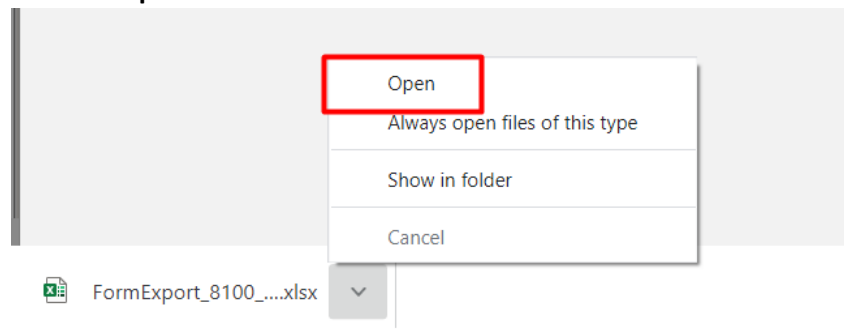 Open
Always open files of this type
Show in folder
Cancel
FormExport_8100_....xlsx